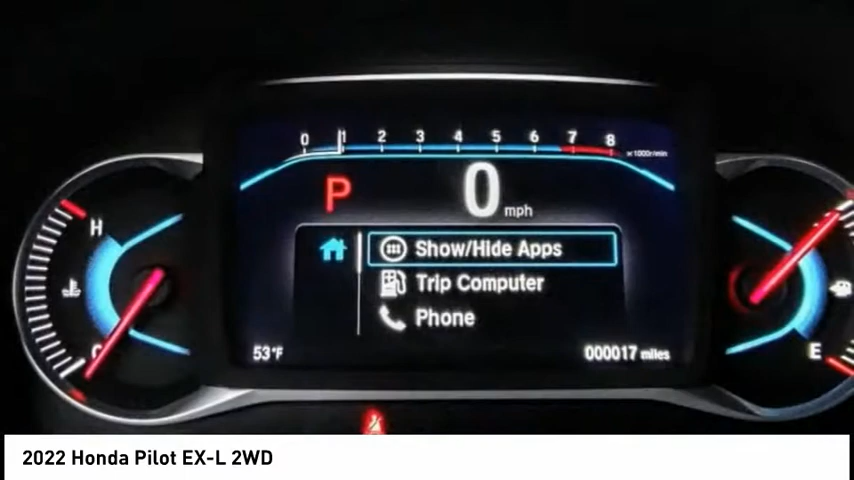 0 1 2 3 4 5 6 7 8
x1000r/min
P 0 mph
H
Show/Hide Apps
Trip Computer
Phone
C
E
53°F 000017 miles
2022 Honda Pilot EX-L 2WD